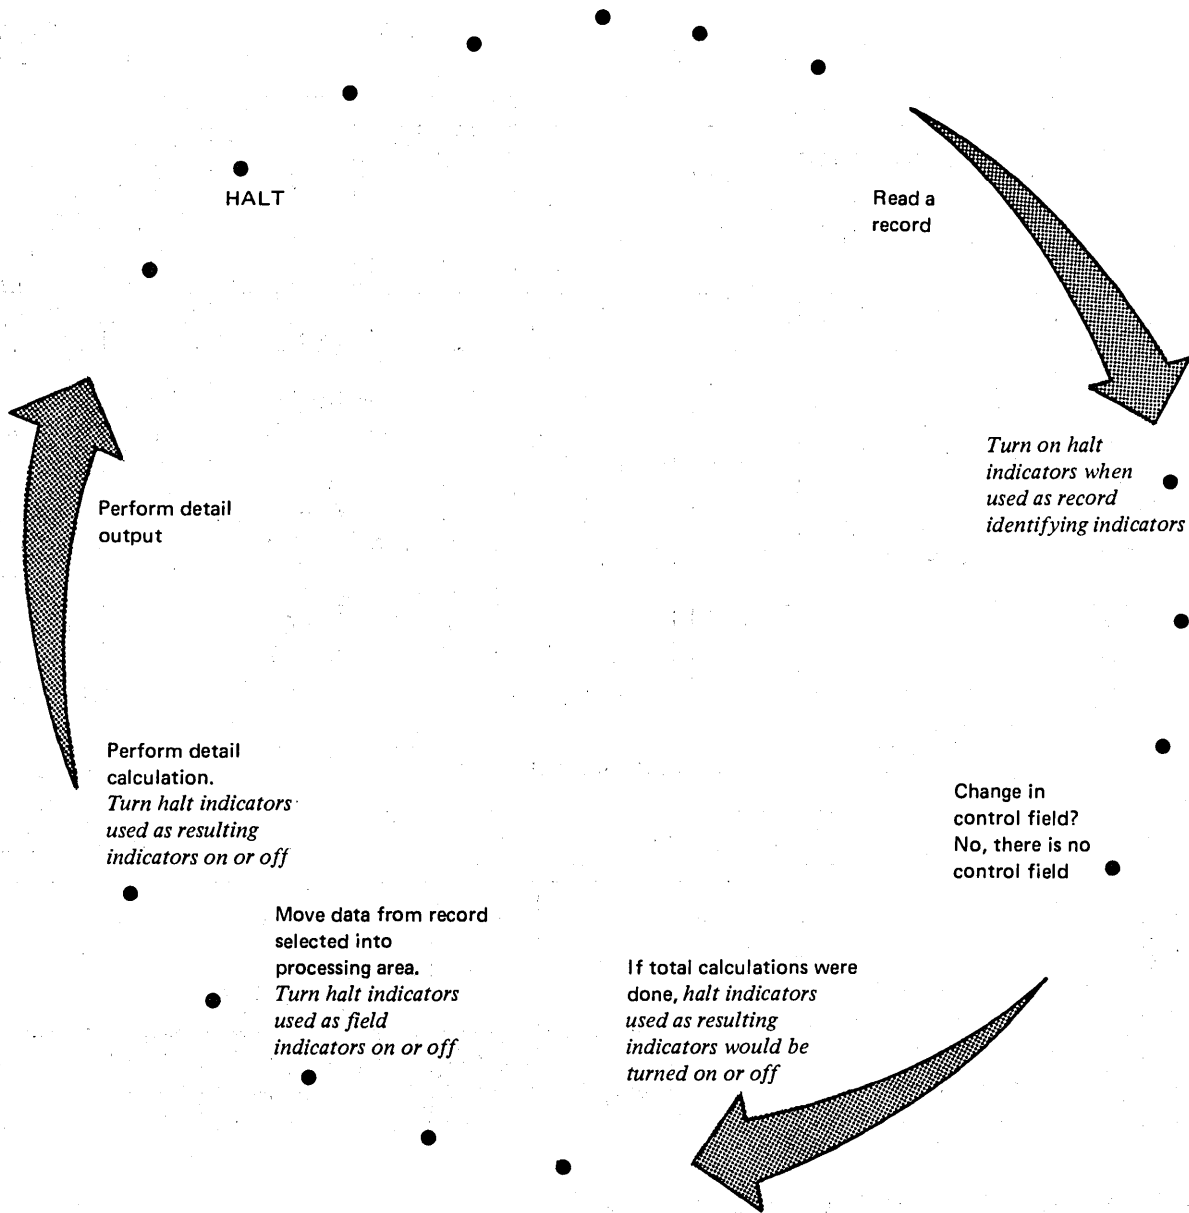 HALT
Read a
record
Turn on halt
indicators when
used as record
identifying indicators
Change in
control field?
No, there is no
control field
If total calculations were
done, halt indicators
used as resulting
indicators would be
turned on or off
Move data from record
selected into
processing area.
Turn halt indicators
used as field
indicators on or off
Perform detail
calculation.
Turn halt indicators
used as resulting
indicators on or off
Perform detail
output